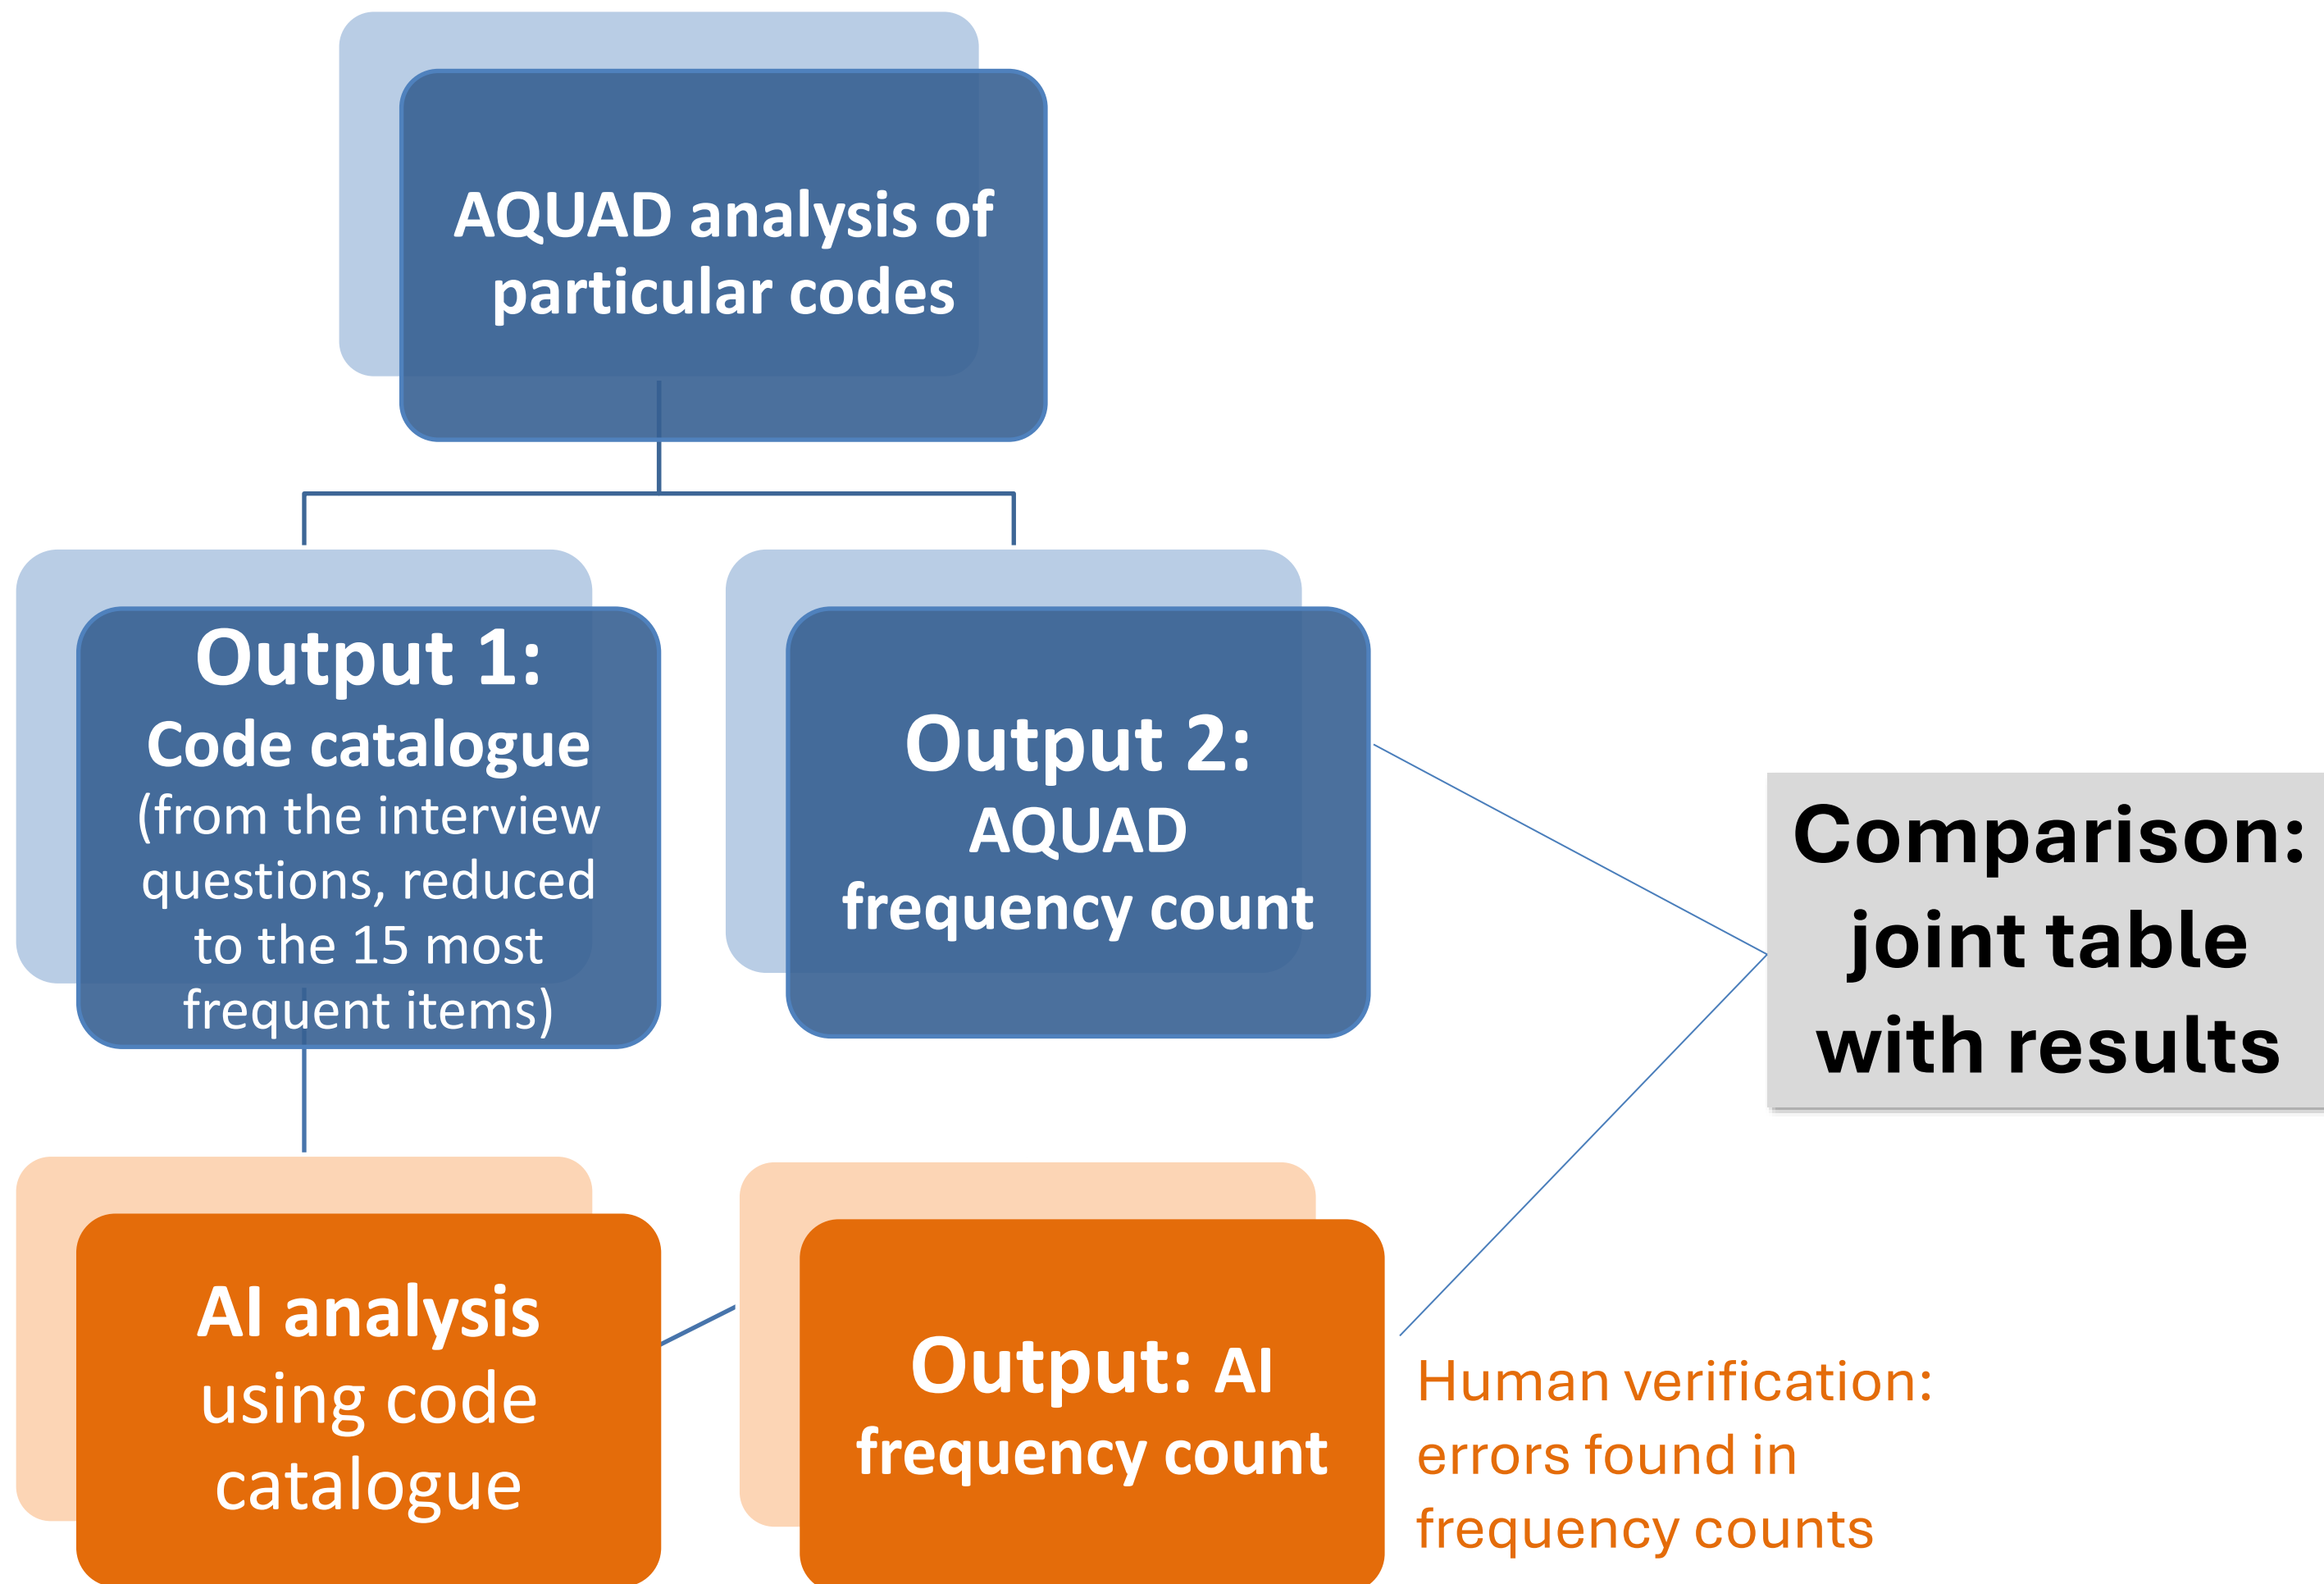 AQUAD analysis of
particular codes
Output 1:
Code catalogue
(from the interview
questions, reduced
to the 15 most
frequent items)
Output 2:
AQUAD
frequency count
Comparison:
joint table
with results
AI analysis
using code
catalogue
Output: AI
frequency count
Human verification:
errors found in
frequency counts